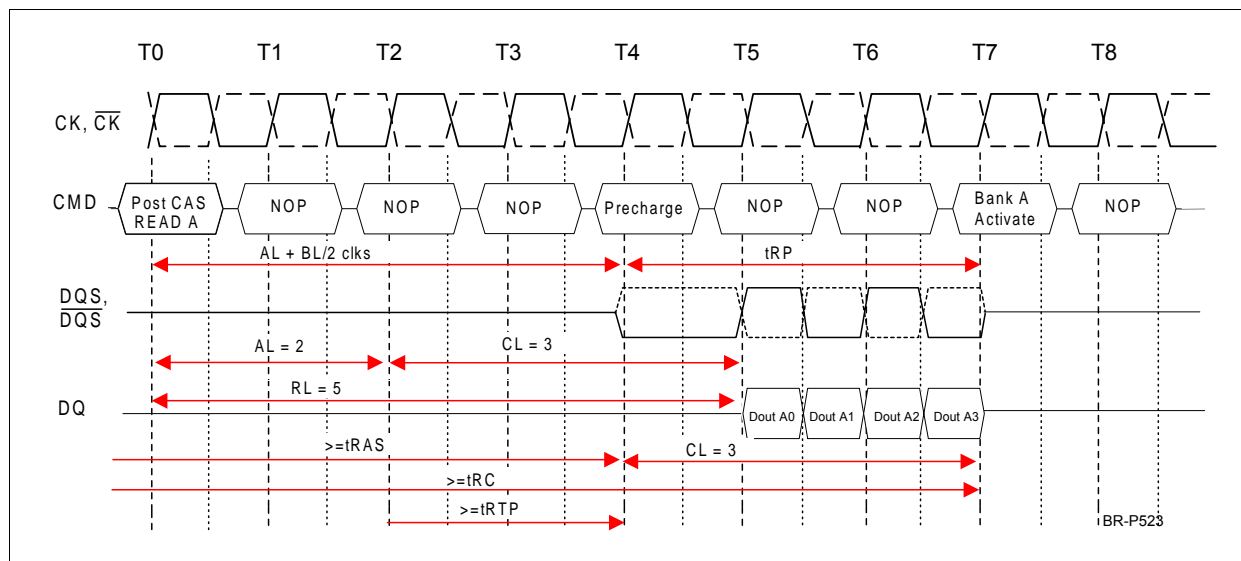 T0 T1 T2 T3 T4 T5 T6 T7 T8
CK, CK
CMD
Post CAS
READ A
NOP
NOP
NOP
Precharge
NOP
NOP
Bank A
Activate
NOP
AL + BL/2 clks
tRP
DQS,
DQS
AL = 2
CL = 3
RL = 5
DQ
Dout A0
Dout A1
Dout A2
Dout A3
>=tRAS
CL = 3
>=tRC
>=tRTP
BR-P523